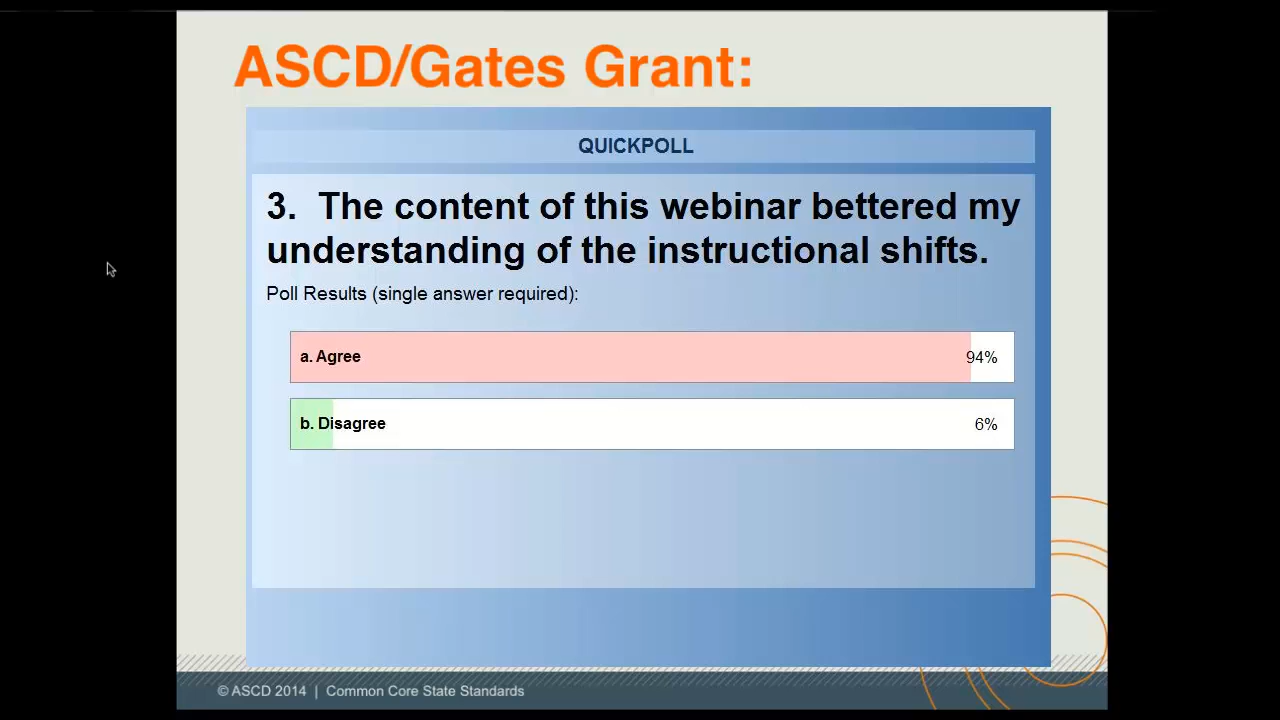 ASCD/Gates Grant:
QUICKPOLL
3.  The content of this webinar bettered my
understanding of the instructional shifts.
Poll Results (single answer required):
a. Agree 94%
b. Disagree 6%
© ASCD 2014 | Common Core State Standards